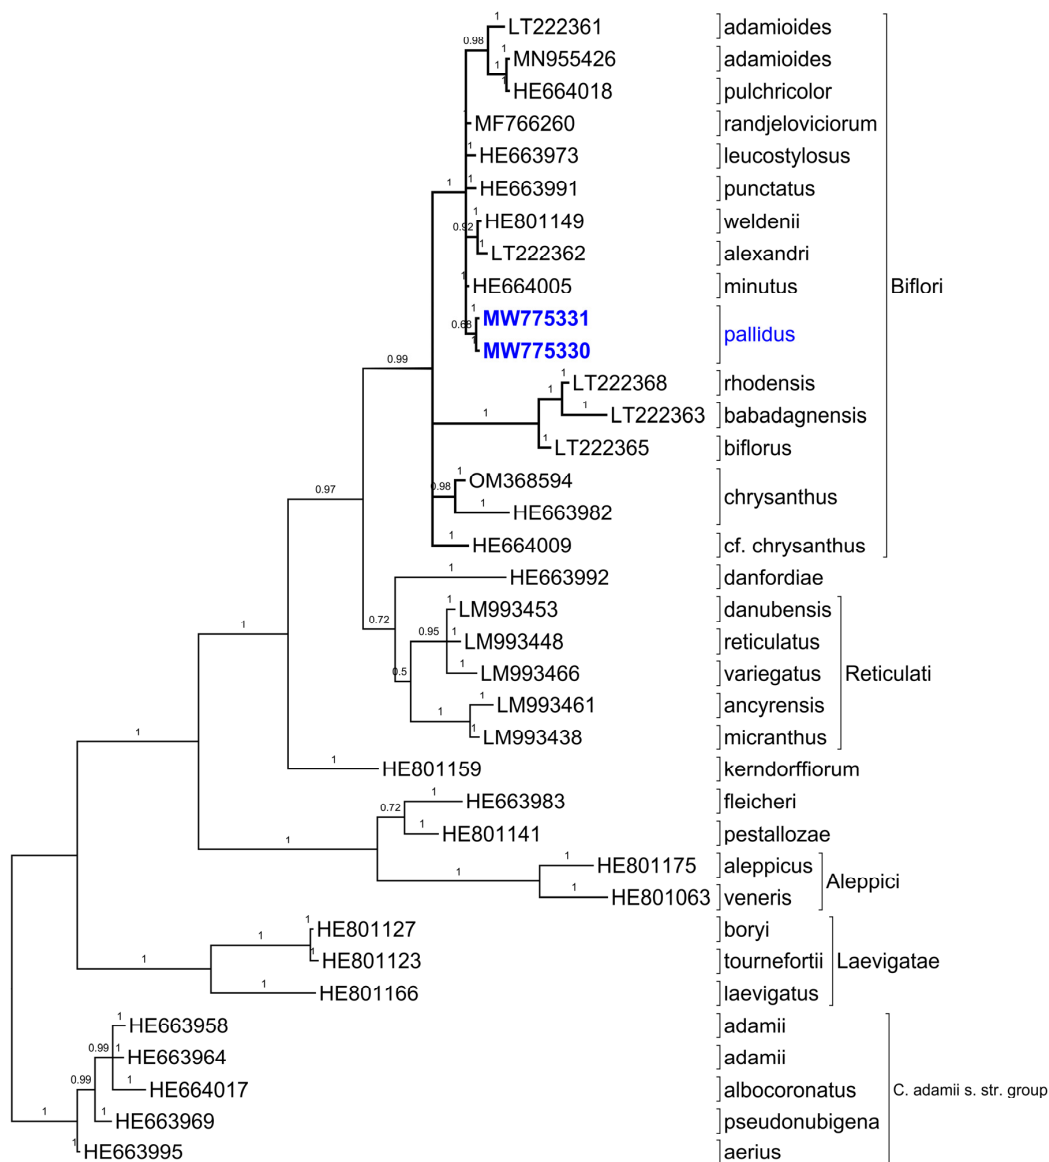 1 LT222361 adamioides
0.98
1 MN955426 adamioides
1 HE664018 pulchricolor
1 MF766260 randjeloviciorum
1 HE663973 leucostylosus
1 1 HE663991 punctatus
1 HE801149 weldenii
0.92
1 LT222362 alexandri
1 HE664005 minutus Biflori
1 MW775331
0.68 pallidus
1 MW775330
0.99
1 LT222368 rhodensis
1
1 LT222363 babadagnensis
1
1 LT222365 biflorus
1 OM368594
0.98 chrysanthus
0.97
1 HE663982
1 HE664009 cf. chrysanthus
1 HE663992 danfordiae
1 LM993453 danubensis
0.72
0.95 1 LM993448 reticulatus
1
0.5 1 LM993466 variegatus Reticulati
1 LM993461 ancyrensis
1
1 LM993438 micranthus
1
1 HE801159 kerndorffiorum
1 HE663983 fleicheri
0.72
1 HE801141 pestallozae
1
1 HE801175 aleppicus
1 Aleppici
1 HE801063 veneris
1 HE801127 boryi
1
1 HE801123 tournefortii Laevigatae
1
1 HE801166 laevigatus
1 HE663958 adamii
0.99 1 HE663964 adamii
0.99
1 HE664017 albocoronatus C. adamii s. str. group
1
1 HE663969 pseudonubigena
1 HE663995 aerius